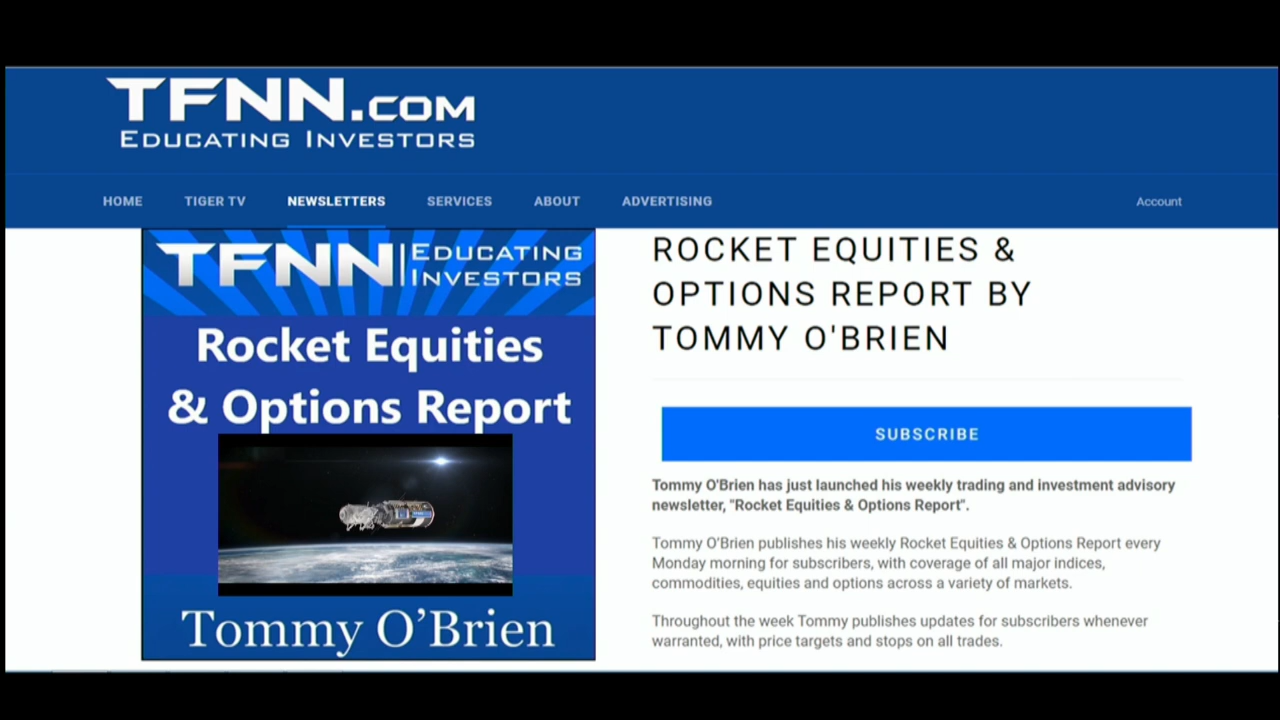 TFNN.COM
EDUCATING INVESTORS
HOME TIGER TV NEWSLETTERS SERVICES ABOUT ADVERTISING Account
TFNN EDUCATING
INVESTORS
Rocket Equities
& Options Report
Tommy O'Brien
ROCKET EQUITIES &
OPTIONS REPORT BY
TOMMY O'BRIEN
SUBSCRIBE
Tommy O'Brien has just launched his weekly trading and investment advisory
newsletter, "Rocket Equities & Options Report".
Tommy O'Brien publishes his weekly Rocket Equities & Options Report every
Monday morning for subscribers, with coverage of all major indices,
commodities, equities and options across a variety of markets.
Throughout the week Tommy publishes updates for subscribers whenever
warranted, with price targets and stops on all trades.